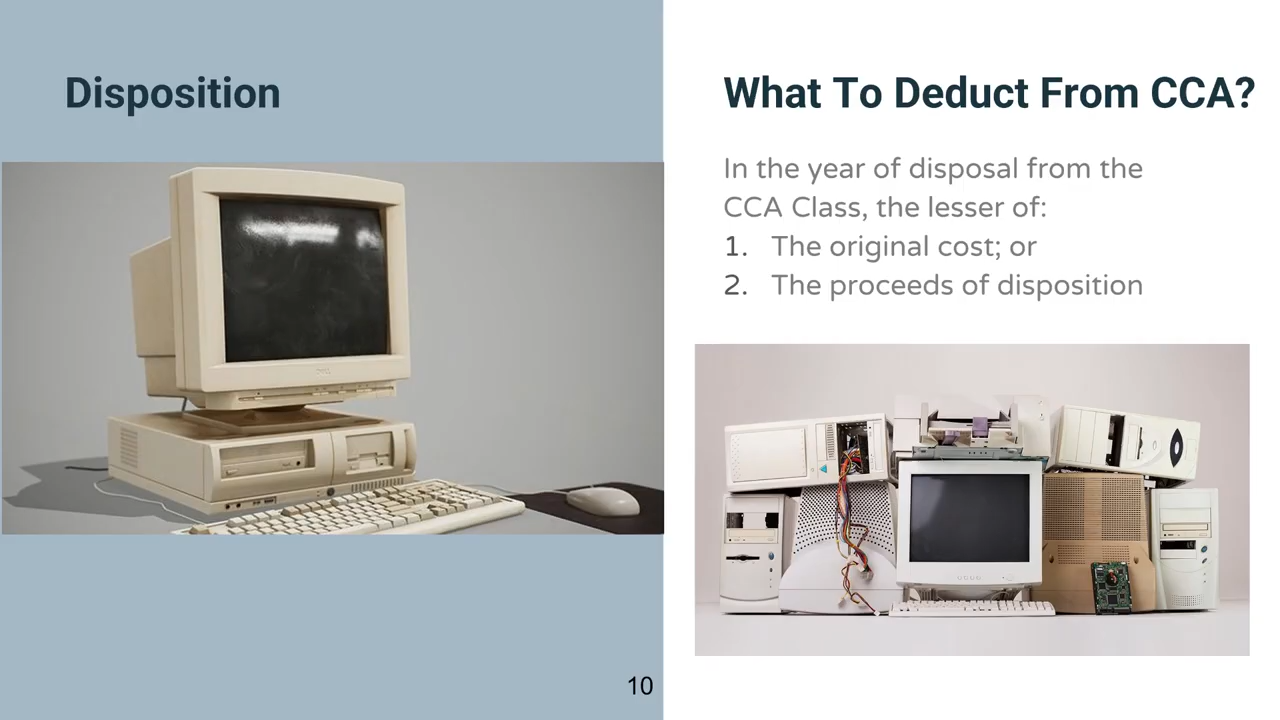 Disposition
What To Deduct From CCA?
In the year of disposal from the
CCA Class, the lesser of:
1. The original cost; or
2. The proceeds of disposition
10